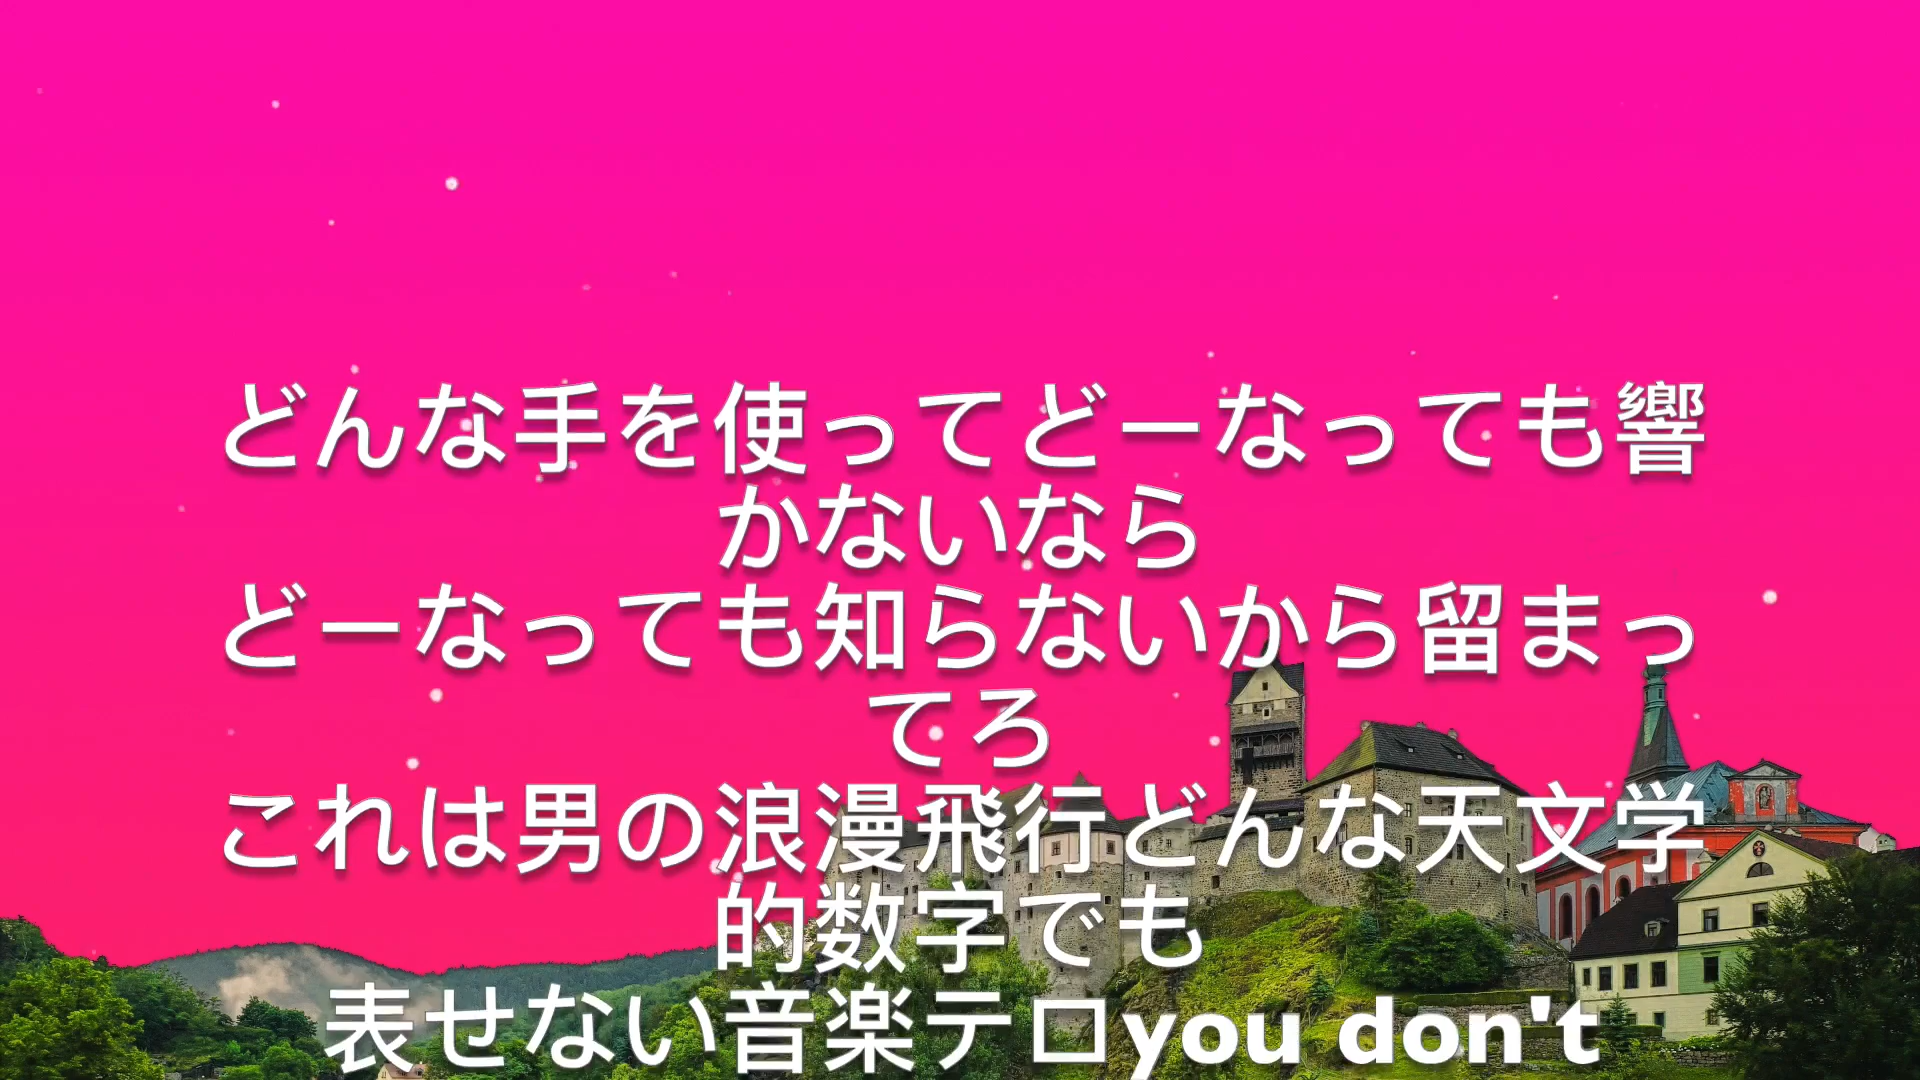 どんな手を使ってどーなっても響
かないなら
どーなっても知らないから留まっ
てろ
これは男の浪漫飛行どんな天文学
的数字でも
表せない音楽テロyou don't